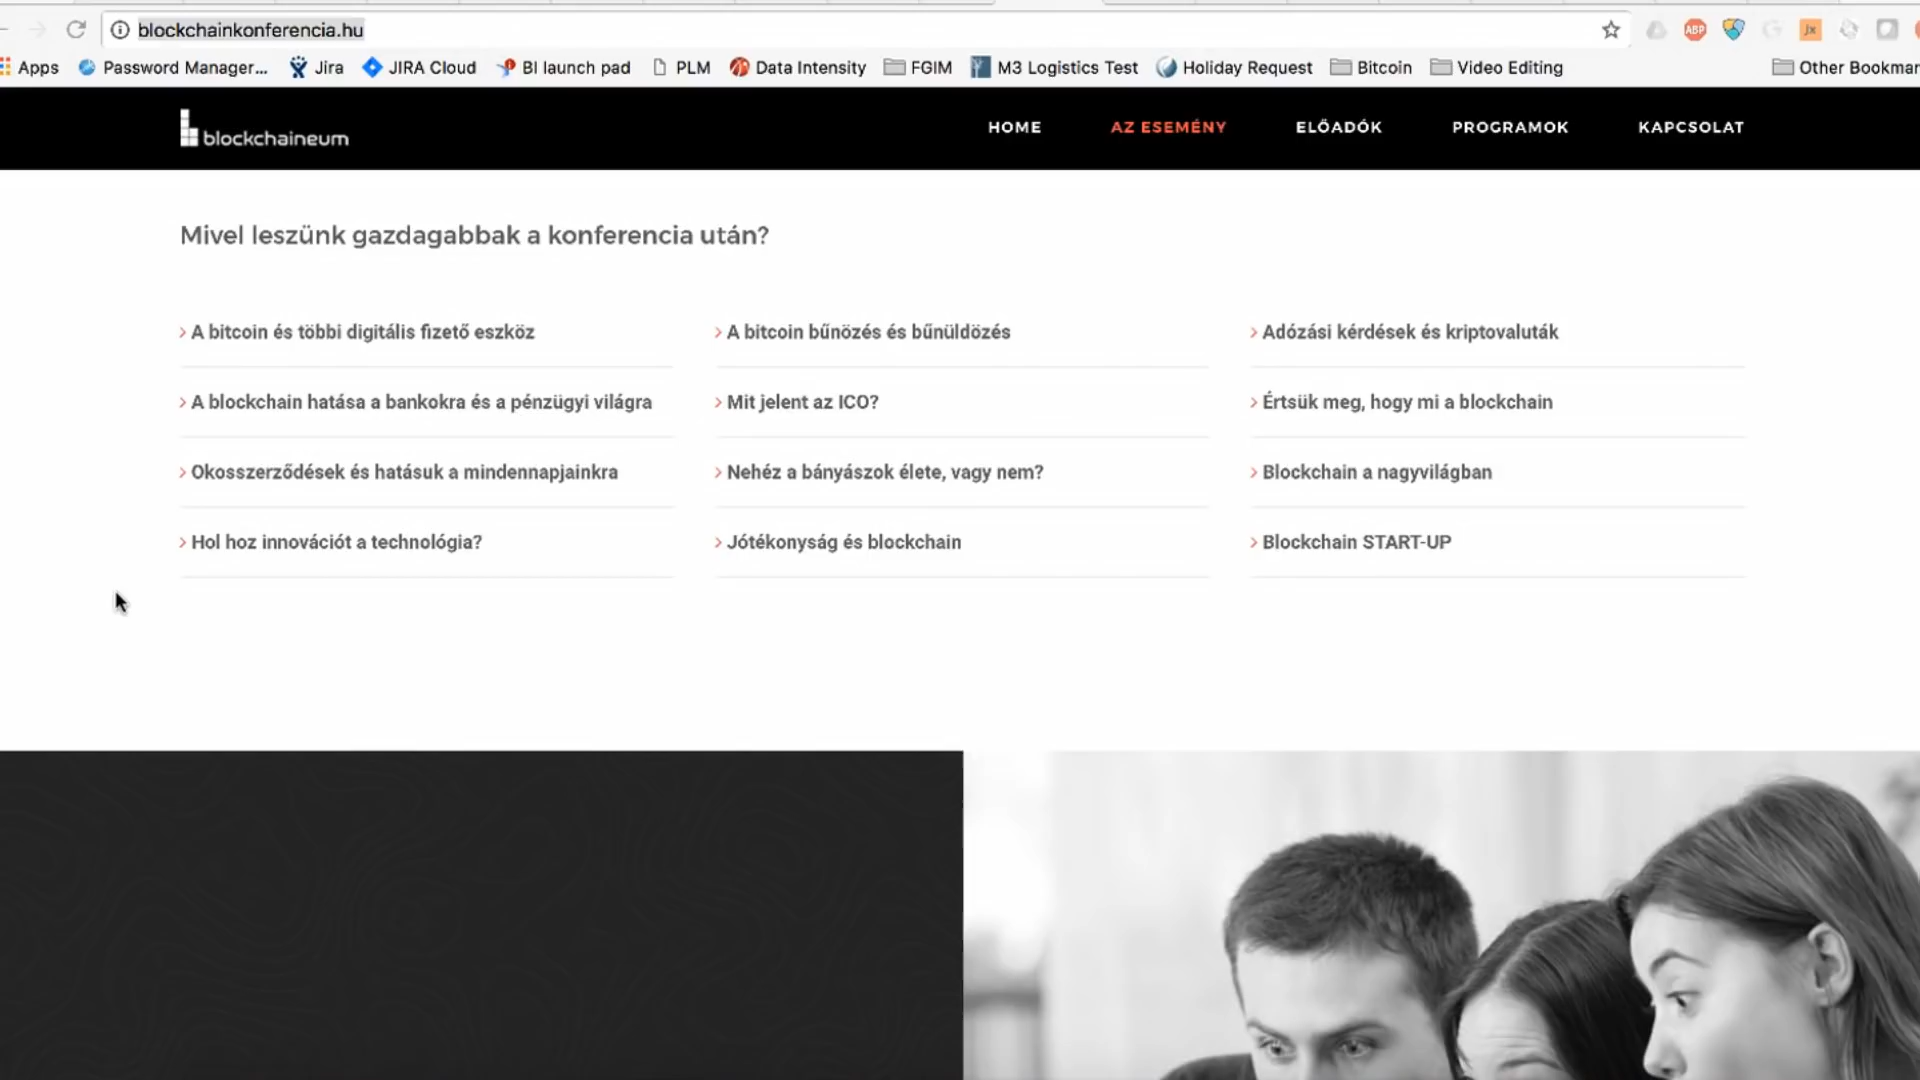 blockchainkonferencia.hu
ABP
jx
Apps Password Manager... Jira JIRA Cloud BI launch pad PLM Data Intensity FGIM M3 Logistics Test Holiday Request Bitcoin Video Editing Other Bookmar
blockchaineum
HOME AZ ESEMÉNY ELŐADÓK PROGRAMOK KAPCSOLAT
Mivel leszünk gazdagabbak a konferencia után?
A bitcoin és többi digitális fizető eszköz
A bitcoin bűnözés és bűnüldözés
Adózási kérdések és kriptovaluták
A blockchain hatása a bankokra és a pénzügyi világra
Mit jelent az ICO?
Értsük meg, hogy mi a blockchain
Okosszerződések és hatásuk a mindennapjainkra
Nehéz a bányászok élete, vagy nem?
Blockchain a nagyvilágban
Hol hoz innovációt a technológia?
Jótékonyság és blockchain
Blockchain START-UP